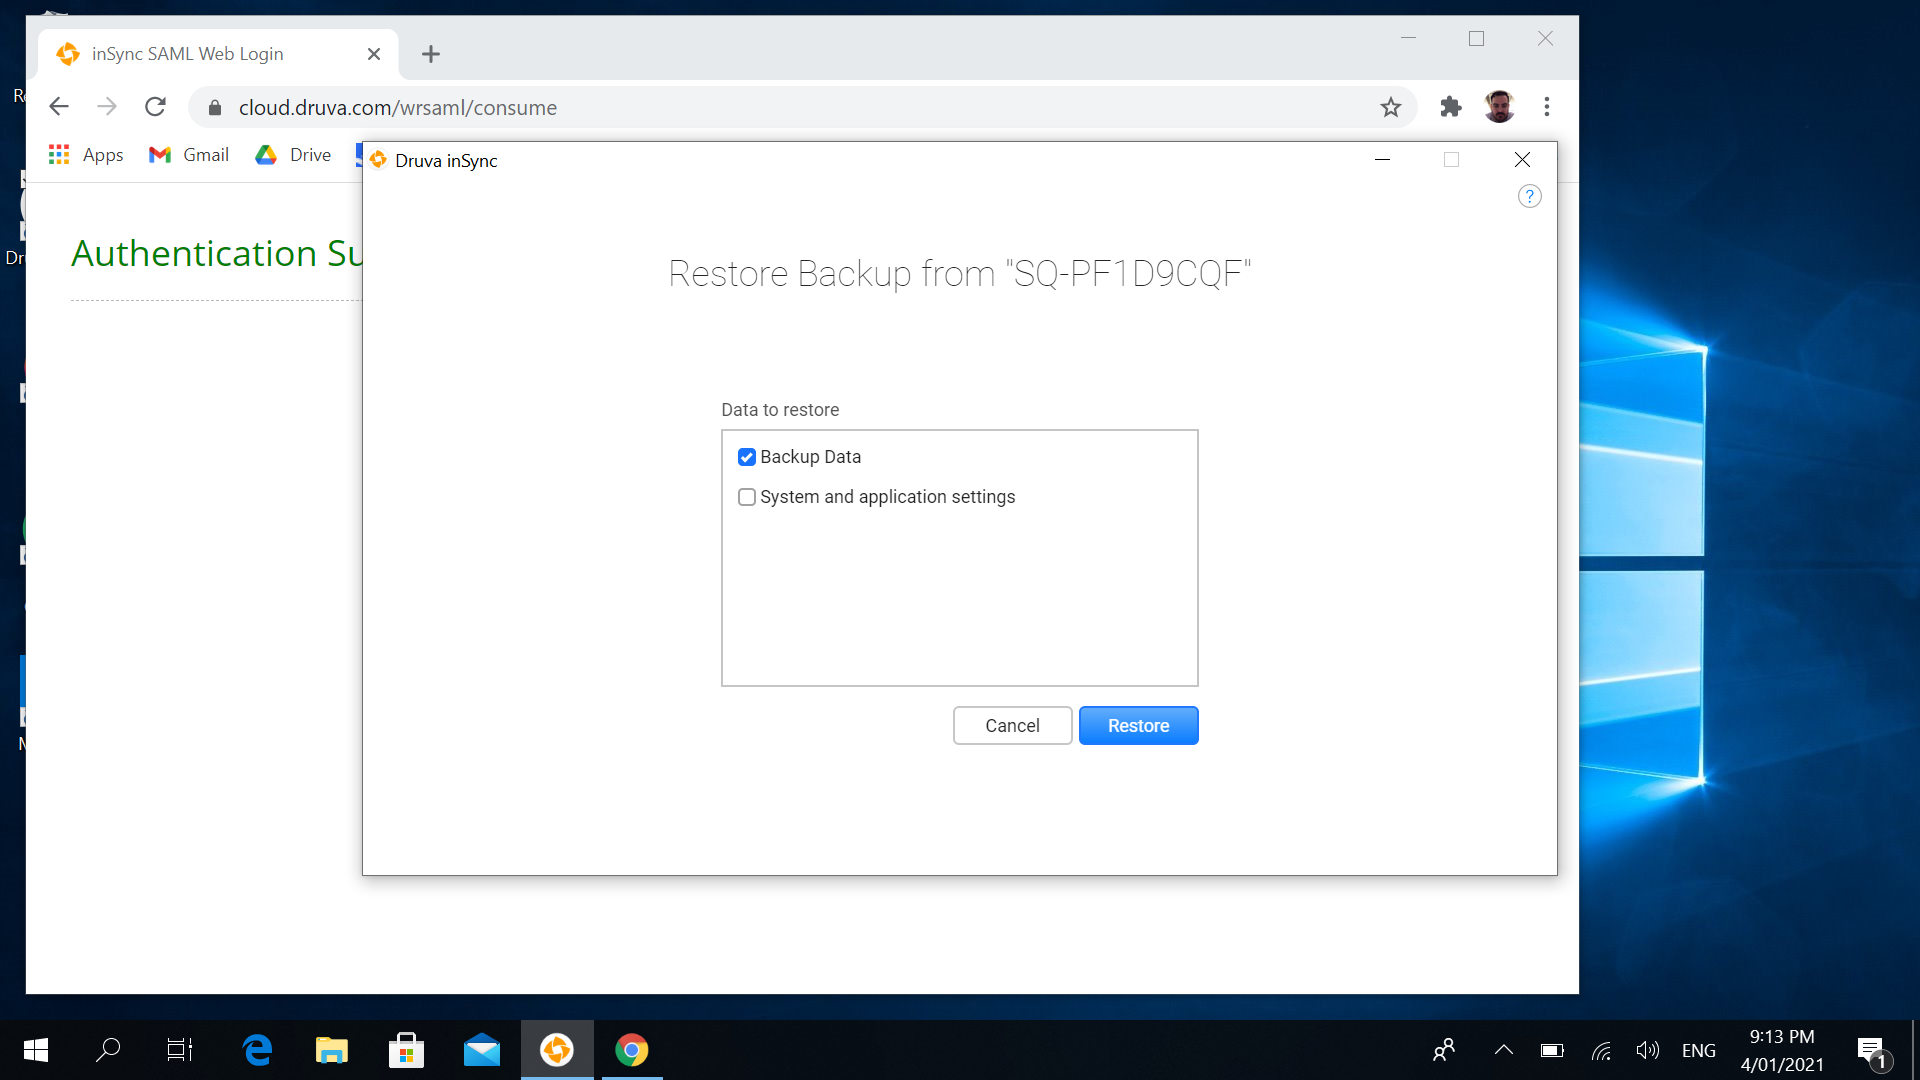 inSync SAML Web Login
cloud.druva.com/wrsaml/consume
Apps
Gmail
Drive
Druva inSync
?
Authentication
Restore Backup from "SQ-PF1D9CQF"
Data to restore
Backup Data
System and application settings
Cancel
Restore
9:13 PM
ENG
4/01/2021
1